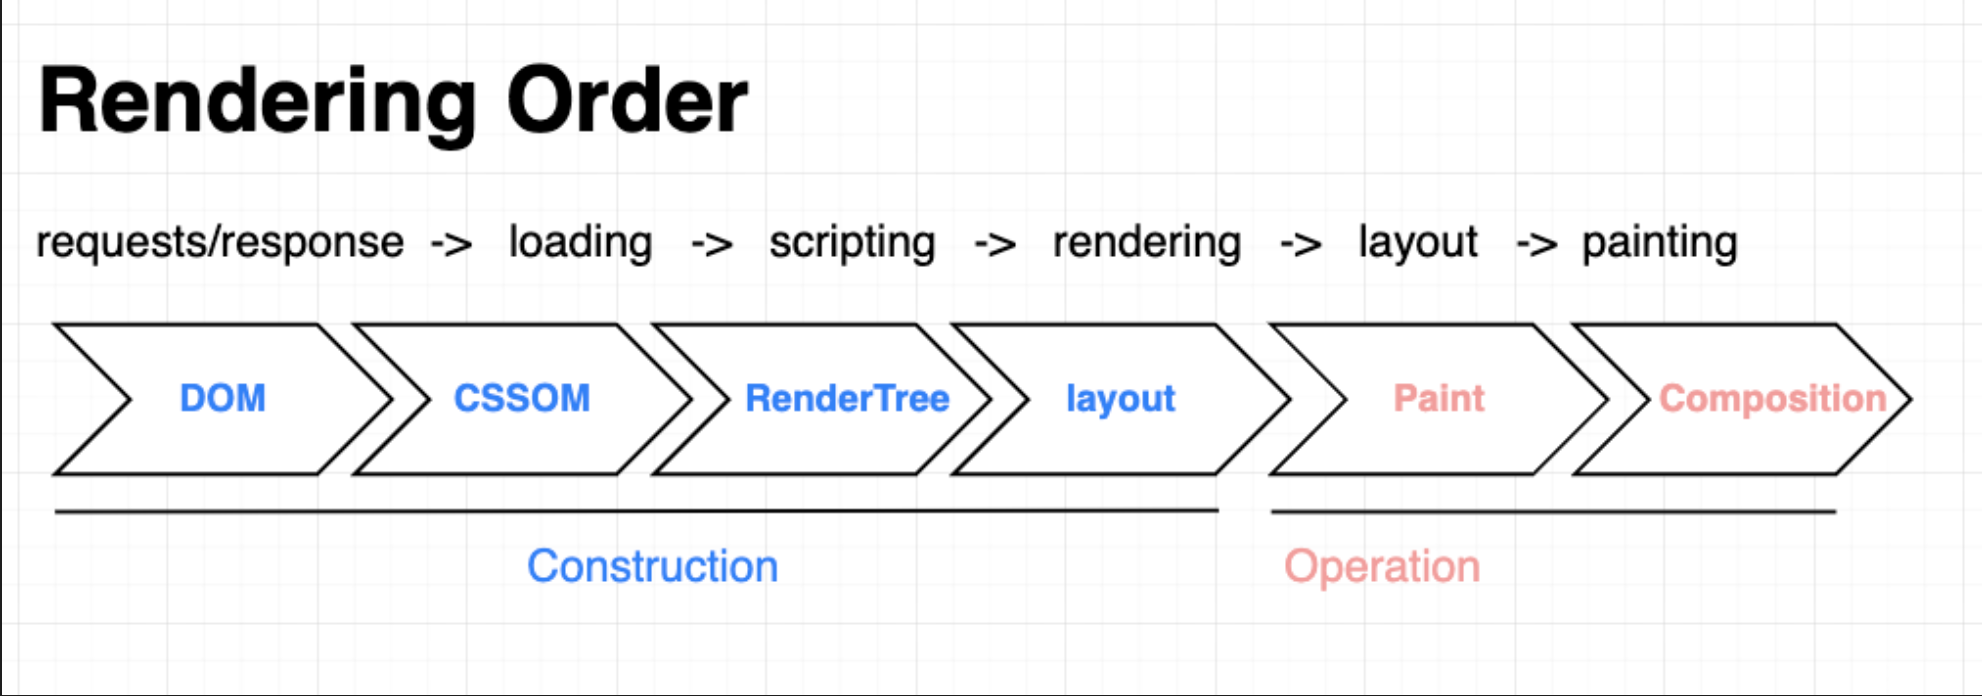 Rendering Order
requests/response -> loading -> scripting -> rendering -> layout -> painting
DOM CSSOM RenderTree layout Paint Composition
Construction Operation